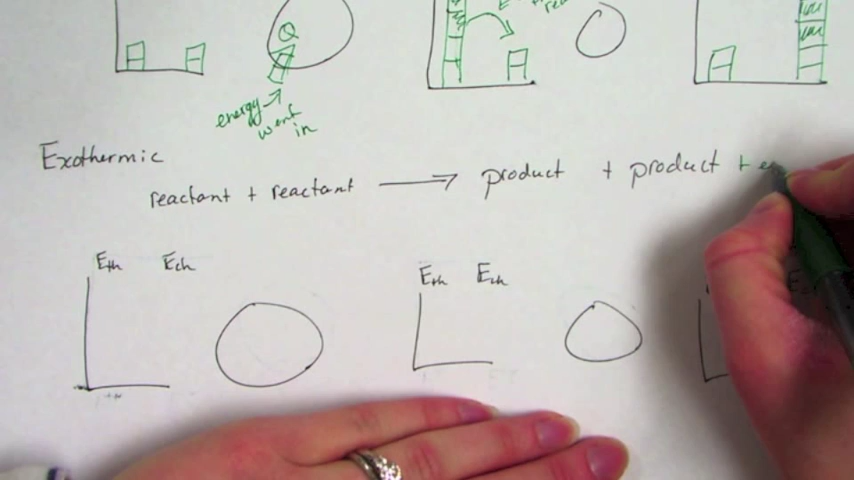 Q
energy
went
in
Exothermic
reactant + reactant → product + product +
Eth Ech
Eth Ech